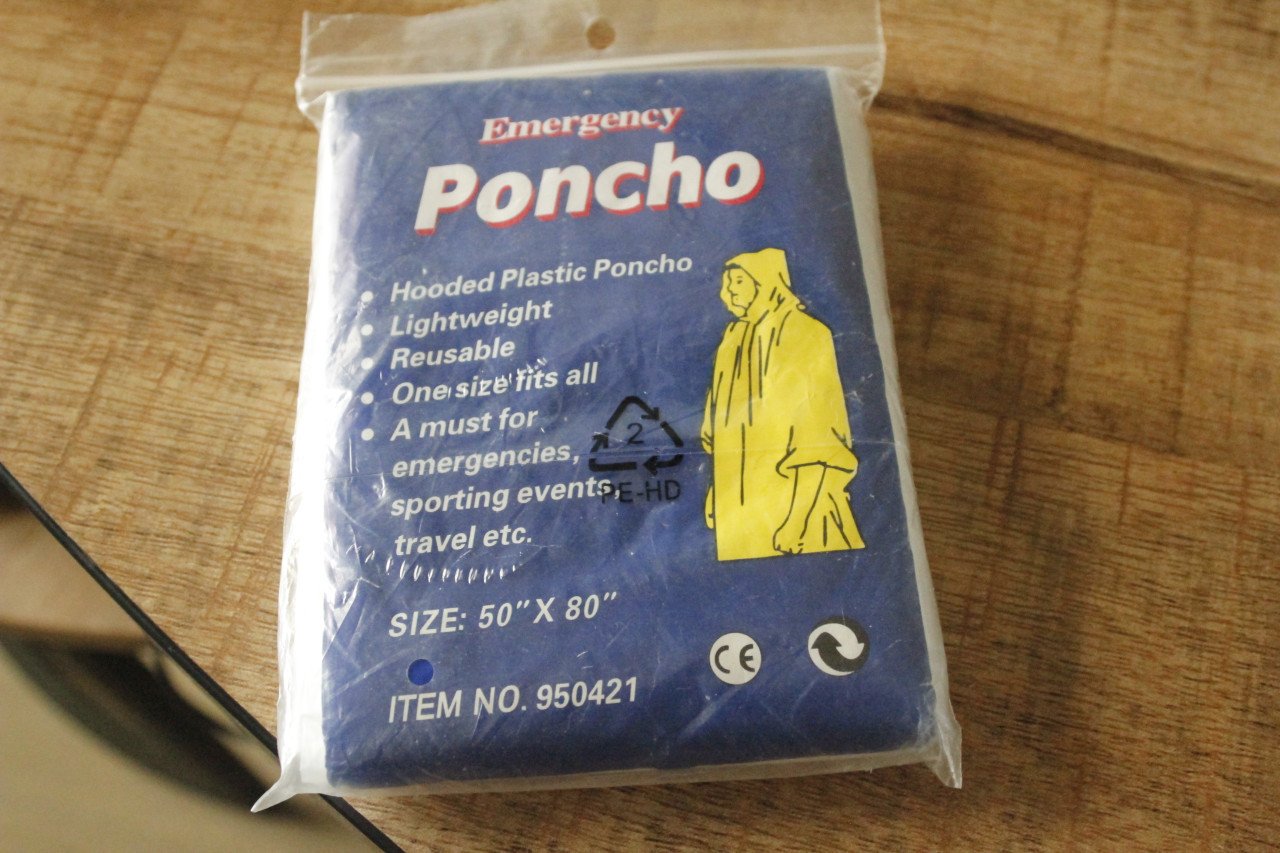 Emergency
Poncho
• Hooded Plastic Poncho
• Lightweight
• Reusable
• One size fits all
• A must for
emergencies,
sporting events,
travel etc.
2
PE-HD
SIZE: 50” X 80”
CE
ITEM NO. 950421